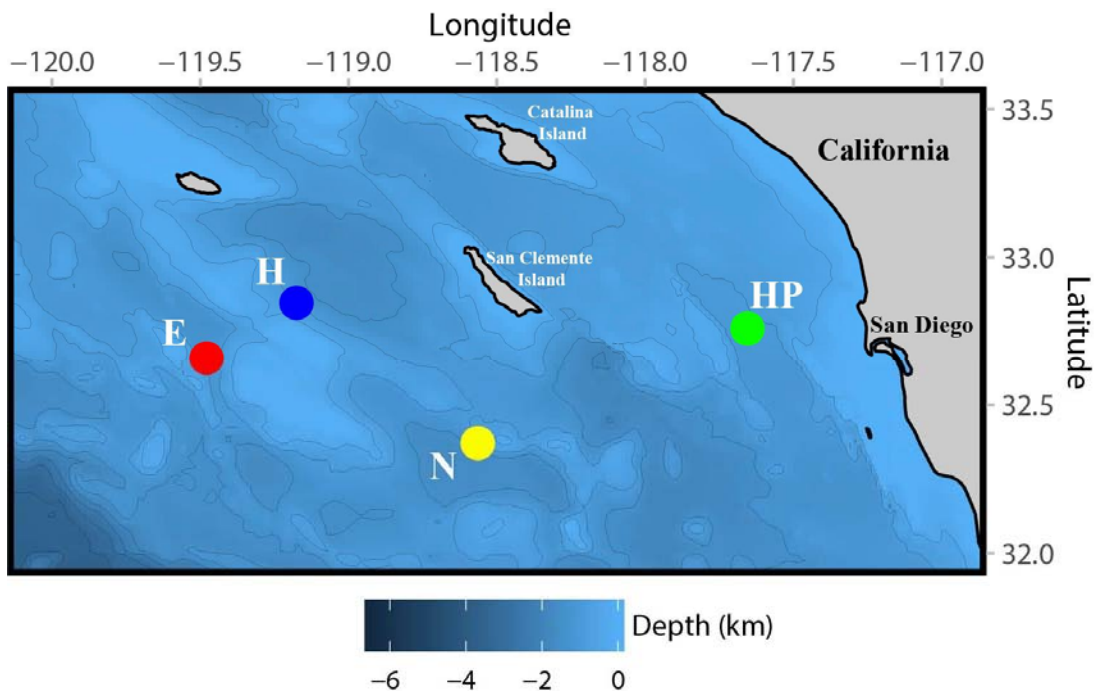 Longitude
−120.0 −119.5 −119.0 −118.5 −118.0 −117.5 −117.0
Catalina
Island
33.5
California
San Clemente
Island
33.0
H
HP
Latitude
E
San Diego
32.5
N
32.0
Depth (km)
−6 −4 −2 0